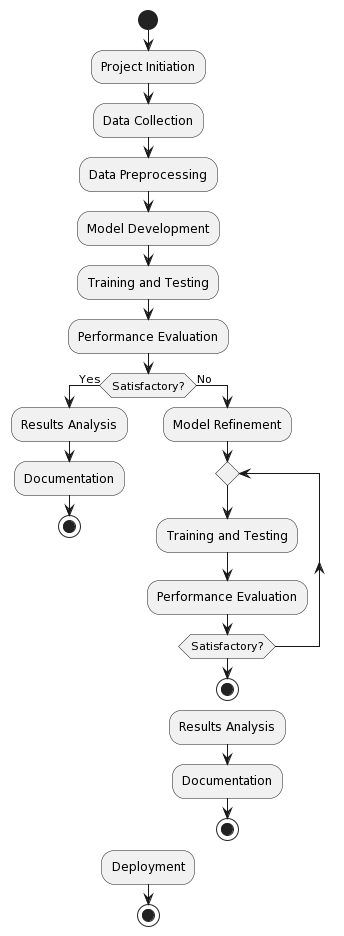 Project Initiation
Data Collection
Data Preprocessing
Model Development
Training and Testing
Performance Evaluation
Satisfactory?
Yes
No
Results Analysis
Documentation
Model Refinement
Training and Testing
Performance Evaluation
Satisfactory?
Results Analysis
Documentation
Deployment